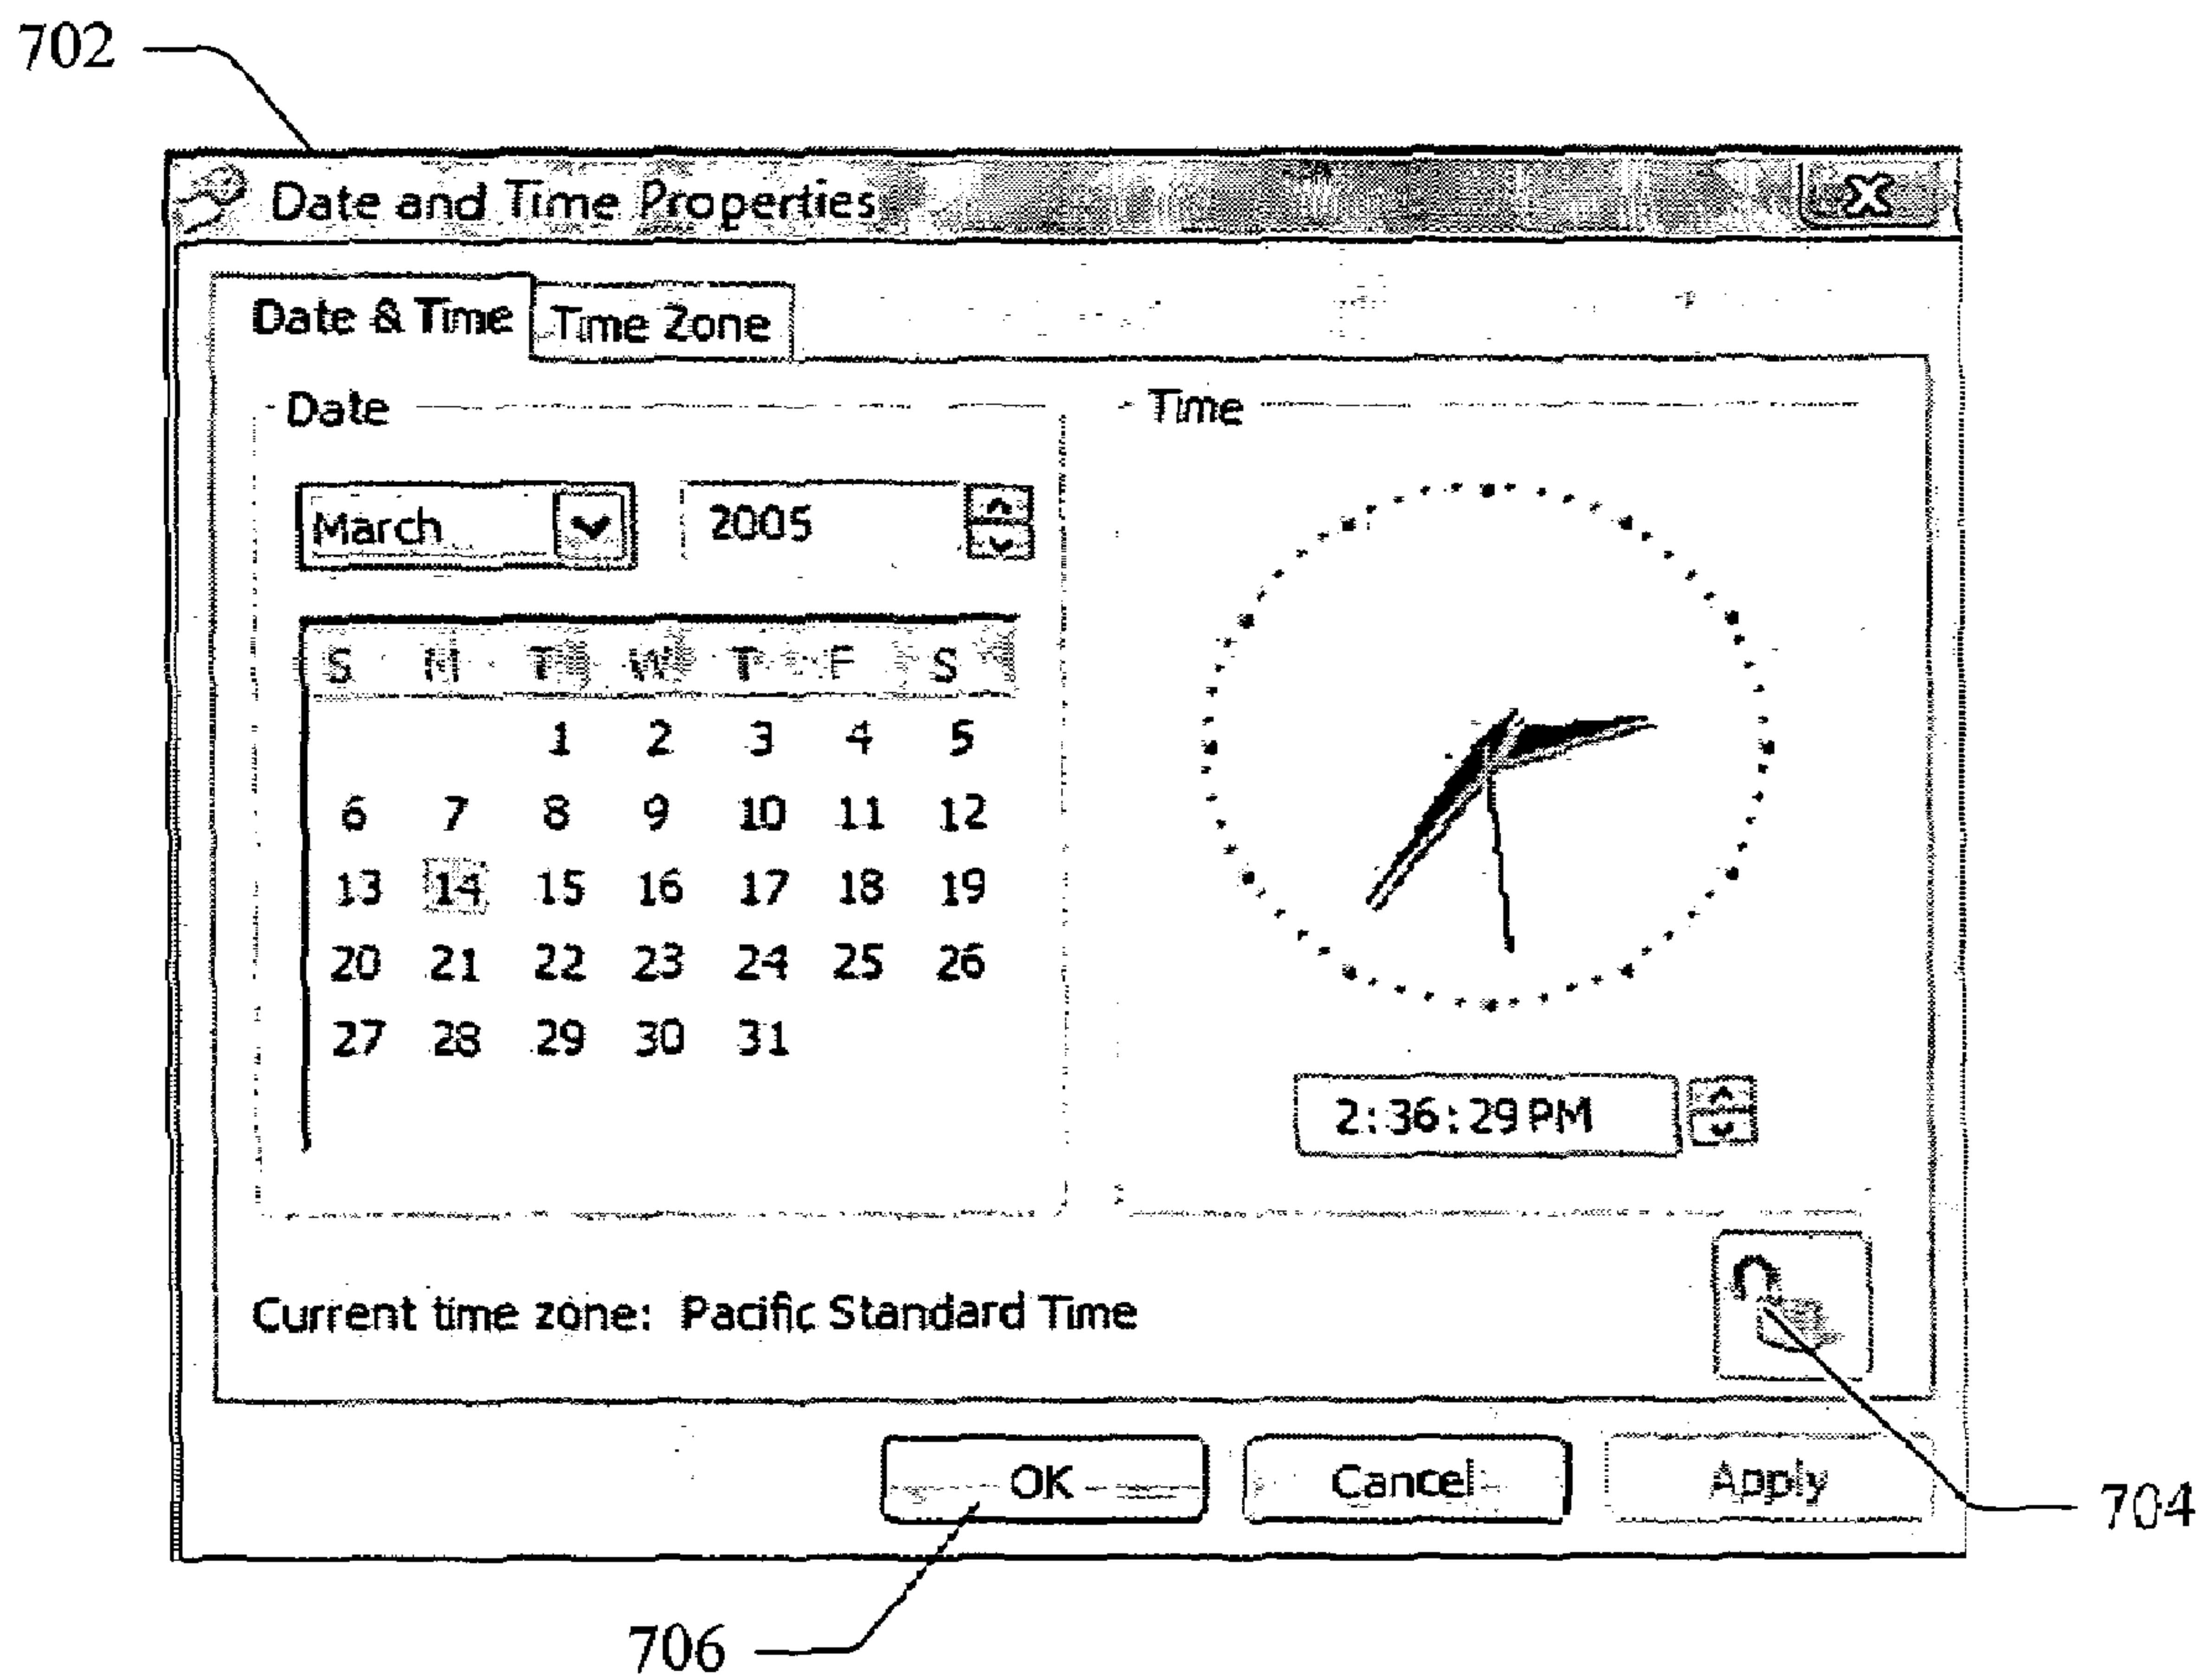 702
Date and Time Properties
Date & Time Time Zone
Date Time
March 2005
S M T W T F S
1 2 3 4 5
6 7 8 9 10 11 12
13 14 15 16 17 18 19
20 21 22 23 24 25 26
27 28 29 30 31
2:36:29 PM
Current time zone: Pacific Standard Time
OK Cancel Apply
704
706